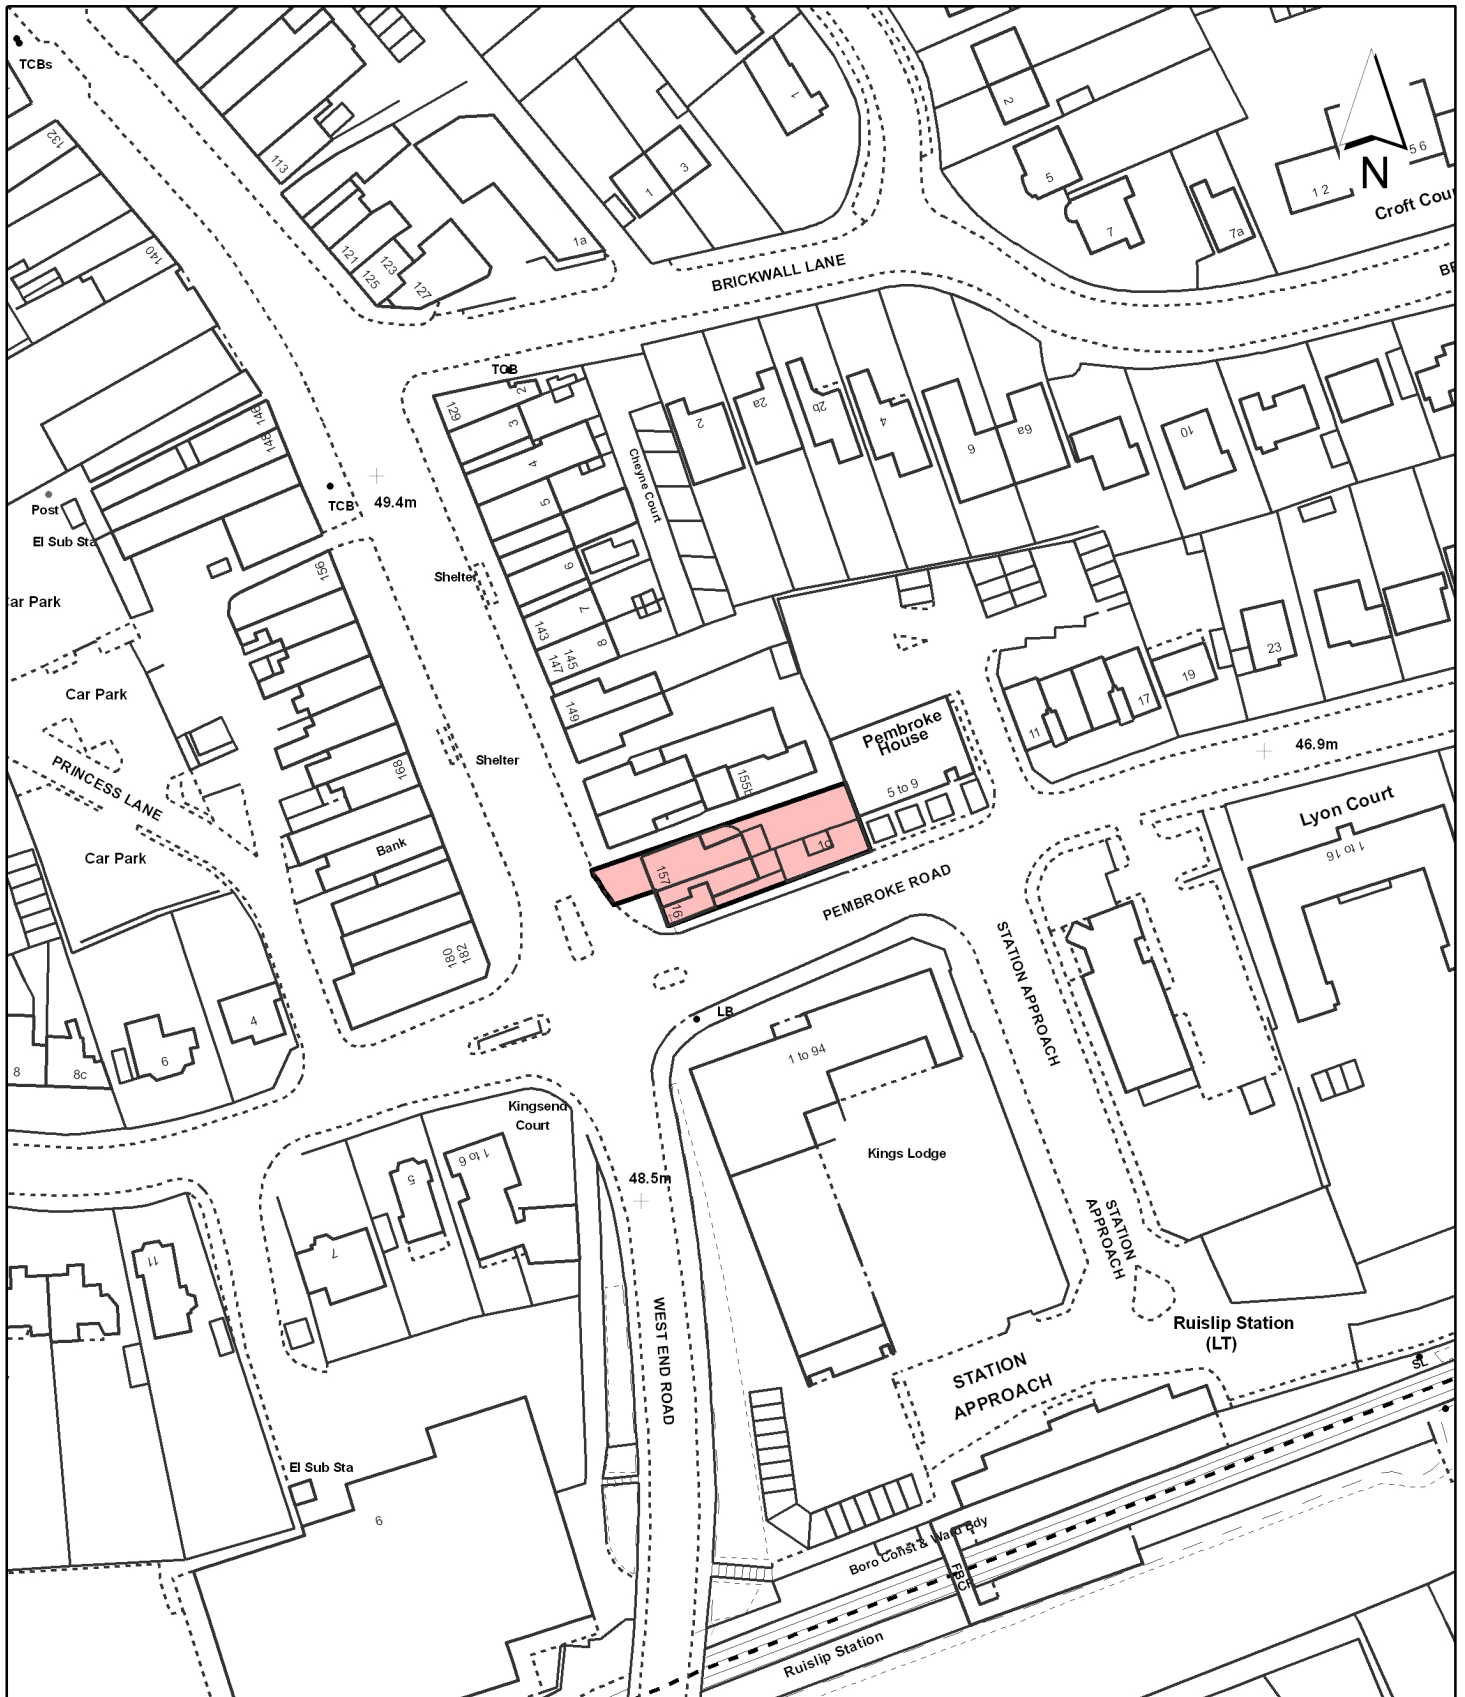 TCBs
132
113
1
1
3
2
5
7
7a
1 2
5 6
N
Croft Cou
140
121
123
125
127
1a
BRICKWALL LANE
TCB
129
2
3
4
5
6
7
8
Cheyne Court
2
2a
2b
4
6
6a
10
146
148
Post
TCB
49.4m
El Sub Sta
Shelter
156
ar Park
143
145
147
149
Car Park
Pembroke
House
5 to 9
11
17
19
23
46.9m
Shelter
168
155b
PRINCESS LANE
Car Park
Bank
157
16
PEMBROKE ROAD
Lyon Court
1 to 16
180
182
STATION APPROACH
4
6
8
8c
LB
1 to 94
Kingsend
Court
Kings Lodge
1 to 6
5
7
11
48.5m
STATION
APPROACH
WEST END ROAD
Ruislip Station
(LT)
STATION
APPROACH
SL
El Sub Sta
6
Boro Const & Ward Bdy
FB
CR
Ruislip Station